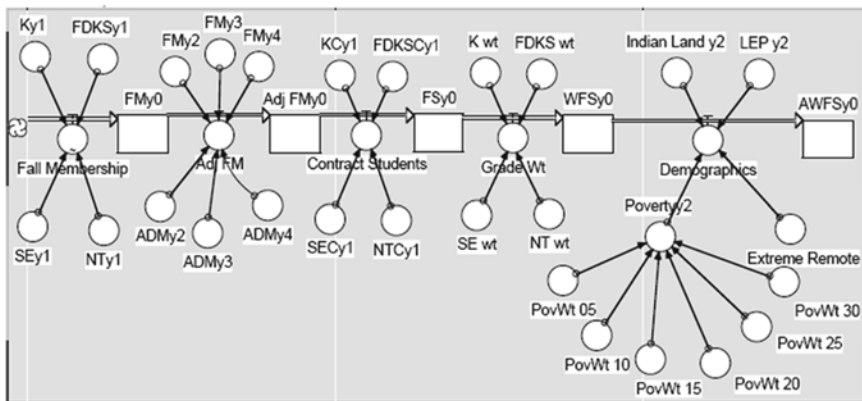 Ky1
FDKSy1
FMy2
FMy3
FMy4
KCy1
FDKSCy1
K wt
FDKS wt
Indian Land y2
LEP y2
FMy0
Adj FMy0
FSy0
WFSy0
AWFSy0
Fall Membership
Adj FM
Contract Students
Grade Wt
Demographics
SEy1
NTy1
ADMy2
ADMy3
ADMy4
SECy1
NTCy1
SE wt
NT wt
Povertyy2
Extreme Remote
PovWt 05
PovWt 10
PovWt 15
PovWt 20
PovWt 25
PovWt 30